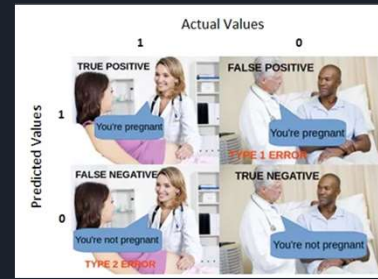 Actual Values
1 0
Predicted Values
1
TRUE POSITIVE
You're pregnant
FALSE POSITIVE
You're pregnant
TYPE 1 ERROR
0
FALSE NEGATIVE
You're not pregnant
TYPE 2 ERROR
TRUE NEGATIVE
You're not pregnant